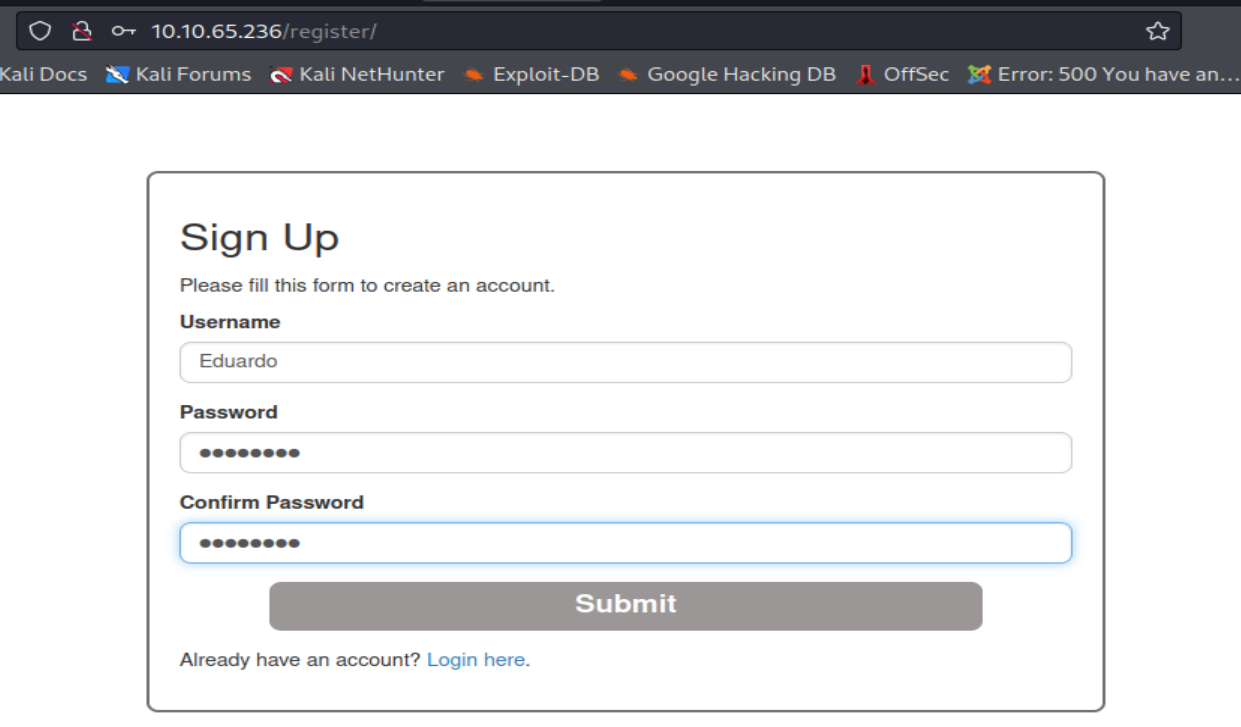 10.10.65.236/register/
Kali Docs Kali Forums Kali NetHunter Exploit-DB Google Hacking DB OffSec Error: 500 You have an...
Sign Up
Please fill this form to create an account.
Username
Eduardo
Password
••••••••
Confirm Password
••••••••
Submit
Already have an account? Login here.